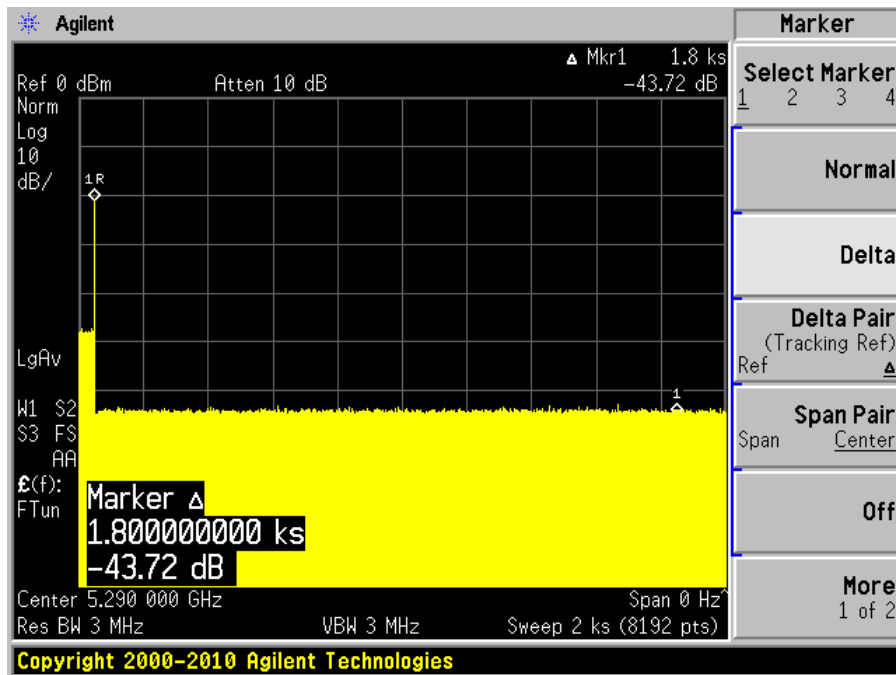 Agilent
Marker
Δ Mkr1 1.8 ks
Ref 0 dBm Atten 10 dB -43.72 dB
Norm
Log
10
dB/
1R
LgAv
1
W1 S2
S3 FS
AA
£(f):
FTun
Marker Δ
1.800000000 ks
-43.72 dB
Center 5.290 000 GHz Span 0 Hz^
Res BW 3 MHz VBW 3 MHz Sweep 2 ks (8192 pts)
Copyright 2000-2010 Agilent Technologies
Select Marker
1 2 3 4
Normal
Delta
Delta Pair
(Tracking Ref)
Ref Δ
Span Pair
Span Center
Off
More
1 of 2